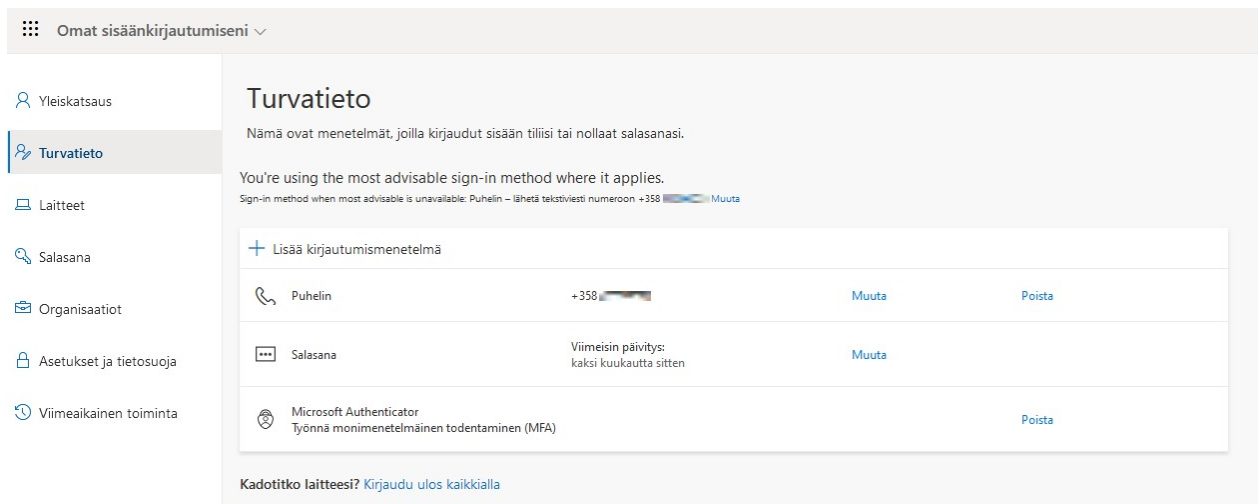 Omat sisäänkirjautumiseni
Yleiskatsaus
Turvatieto
Laitteet
Salasana
Organisaatiot
Asetukset ja tietosuoja
Viimeaikainen toiminta
Turvatieto
Nämä ovat menetelmät, joilla kirjaudut sisään tiliisi tai nollaat salasanasi.
You're using the most advisable sign-in method where it applies.
Sign-in method when most advisable is unavailable: Puhelin – lähetä tekstiviesti numeroon +358 Muuta
Lisää kirjautumismenetelmä
Puhelin +358 Muuta Poista
Salasana Viimeisin päivitys: Muuta
kaksi kuukautta sitten
Microsoft Authenticator
Työnnä monimenetelmäinen todentaminen (MFA) Poista
Kadotitko laitteesi? Kirjaudu ulos kaikkialla